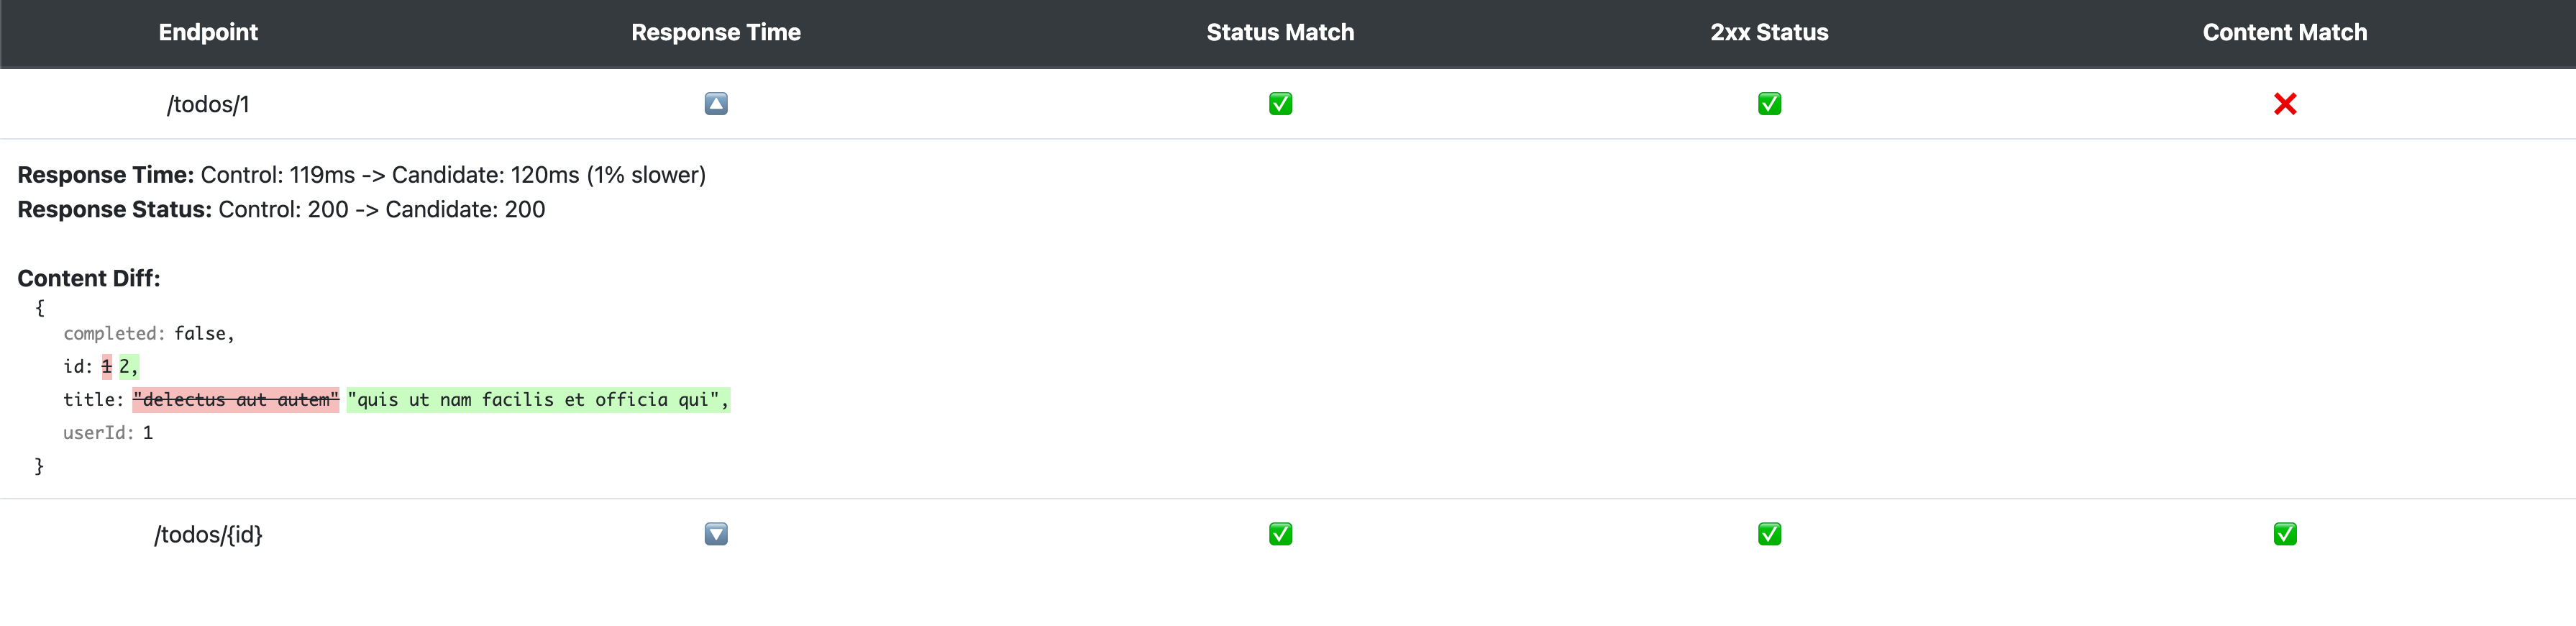 Endpoint Response Time Status Match 2xx Status Content Match
/todos/1
Response Time: Control: 119ms -> Candidate: 120ms (1% slower)
Response Status: Control: 200 -> Candidate: 200
Content Diff:
{
completed: false,
id: 1 2,
title: "delectus aut autem" "quis ut nam facilis et officia qui",
userId: 1
}
/todos/{id}